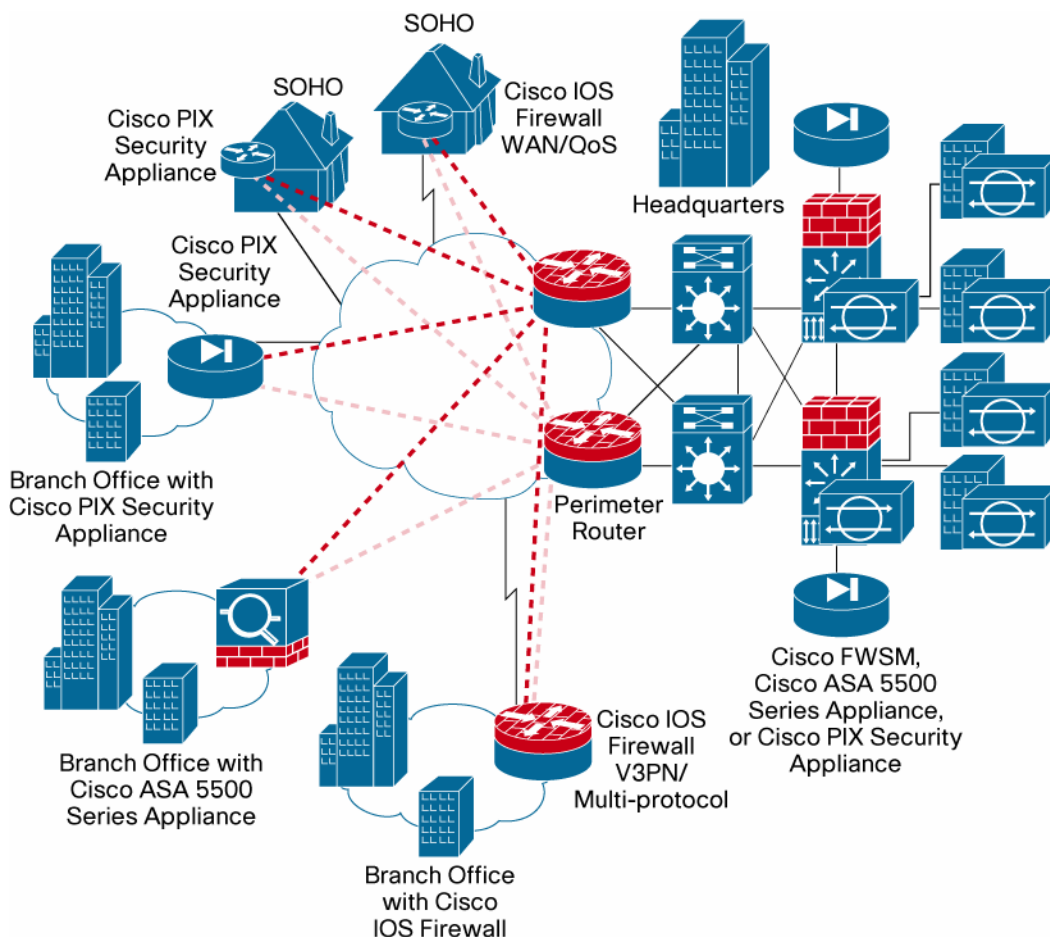 SOHO
SOHO
Cisco PIX
Security
Appliance
Cisco IOS
Firewall
WAN/QoS
Headquarters
Cisco PIX
Security
Appliance
Branch Office with
Cisco PIX Security
Appliance
Perimeter
Router
Cisco FWSM,
Cisco ASA 5500
Series Appliance,
or Cisco PIX Security
Appliance
Branch Office with
Cisco ASA 5500
Series Appliance
Cisco IOS
Firewall
V3PN/
Multi-protocol
Branch Office
with Cisco
IOS Firewall